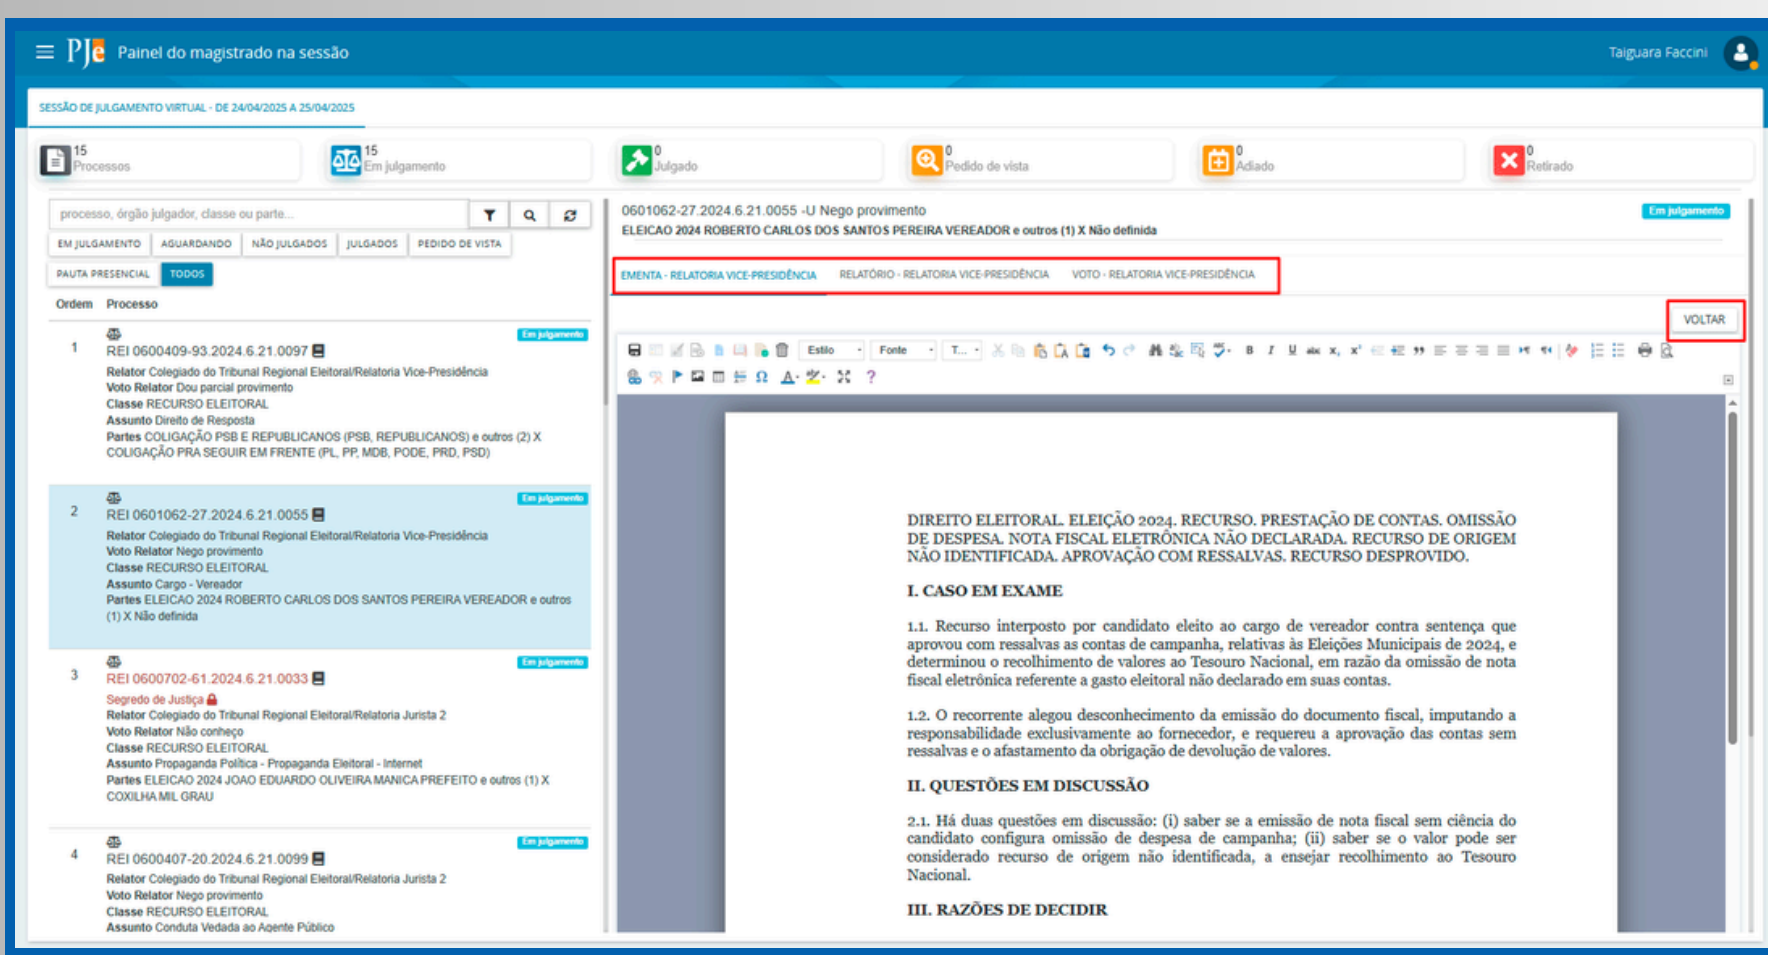 PJe Painel do magistrado na sessão
Taiguara Faccini
SESSÃO DE JULGAMENTO VIRTUAL - DE 24/04/2025 A 25/04/2025
15
Processos
15
Em julgamento
0
Julgado
0
Pedido de vista
0
Adiado
0
Retirado
processo, órgão julgador, classe ou parte...
EM JULGAMENTO AGUARDANDO NÃO JULGADOS JULGADOS PEDIDO DE VISTA
PAUTA PRESENCIAL TODOS
Ordem Processo
1
Em julgamento
REI 0600409-93.2024.6.21.0097
Relator Colegiado do Tribunal Regional Eleitoral/Relatoria Vice-Presidência
Voto Relator Dou parcial provimento
Classe RECURSO ELEITORAL
Assunto Direito de Resposta
Partes COLIGAÇÃO PSB E REPUBLICANOS (PSB, REPUBLICANOS) e outros (2) X
COLIGAÇÃO PRA SEGUIR EM FRENTE (PL, PP, MDB, PODE, PRD, PSD)
2
Em julgamento
REI 0601062-27.2024.6.21.0055
Relator Colegiado do Tribunal Regional Eleitoral/Relatoria Vice-Presidência
Voto Relator Nego provimento
Classe RECURSO ELEITORAL
Assunto Cargo - Vereador
Partes ELEICAO 2024 ROBERTO CARLOS DOS SANTOS PEREIRA VEREADOR e outros
(1) X Não definida
3
Em julgamento
REI 0600702-61.2024.6.21.0033
Segredo de Justiça
Relator Colegiado do Tribunal Regional Eleitoral/Relatoria Jurista 2
Voto Relator Não conheço
Classe RECURSO ELEITORAL
Assunto Propaganda Política - Propaganda Eleitoral - Internet
Partes ELEICAO 2024 JOAO EDUARDO OLIVEIRA MANICA PREFEITO e outros (1) X
COXILHA MIL GRAU
4
Em julgamento
REI 0600407-20.2024.6.21.0099
Relator Colegiado do Tribunal Regional Eleitoral/Relatoria Jurista 2
Voto Relator Nego provimento
Classe RECURSO ELEITORAL
Assunto Conduta Vedada ao Agente Público
0601062-27.2024.6.21.0055 -U Nego provimento
Em julgamento
ELEICAO 2024 ROBERTO CARLOS DOS SANTOS PEREIRA VEREADOR e outros (1) X Não definida
EMENTA - RELATORIA VICE-PRESIDÊNCIA RELATÓRIO - RELATORIA VICE-PRESIDÊNCIA VOTO - RELATORIA VICE-PRESIDÊNCIA
VOLTAR
Estilo Fonte T...
DIREITO ELEITORAL. ELEIÇÃO 2024. RECURSO. PRESTAÇÃO DE CONTAS. OMISSÃO
DE DESPESA. NOTA FISCAL ELETRÔNICA NÃO DECLARADA. RECURSO DE ORIGEM
NÃO IDENTIFICADA. APROVAÇÃO COM RESSALVAS. RECURSO DESPROVIDO.
I. CASO EM EXAME
1.1. Recurso interposto por candidato eleito ao cargo de vereador contra sentença que
aprovou com ressalvas as contas de campanha, relativas às Eleições Municipais de 2024, e
determinou o recolhimento de valores ao Tesouro Nacional, em razão da omissão de nota
fiscal eletrônica referente a gasto eleitoral não declarado em suas contas.
1.2. O recorrente alegou desconhecimento da emissão do documento fiscal, imputando a
responsabilidade exclusivamente ao fornecedor, e requereu a aprovação das contas sem
ressalvas e o afastamento da obrigação de devolução de valores.
II. QUESTÕES EM DISCUSSÃO
2.1. Há duas questões em discussão: (i) saber se a emissão de nota fiscal sem ciência do
candidato configura omissão de despesa de campanha; (ii) saber se o valor pode ser
considerado recurso de origem não identificada, a ensejar recolhimento ao Tesouro
Nacional.
III. RAZÕES DE DECIDIR